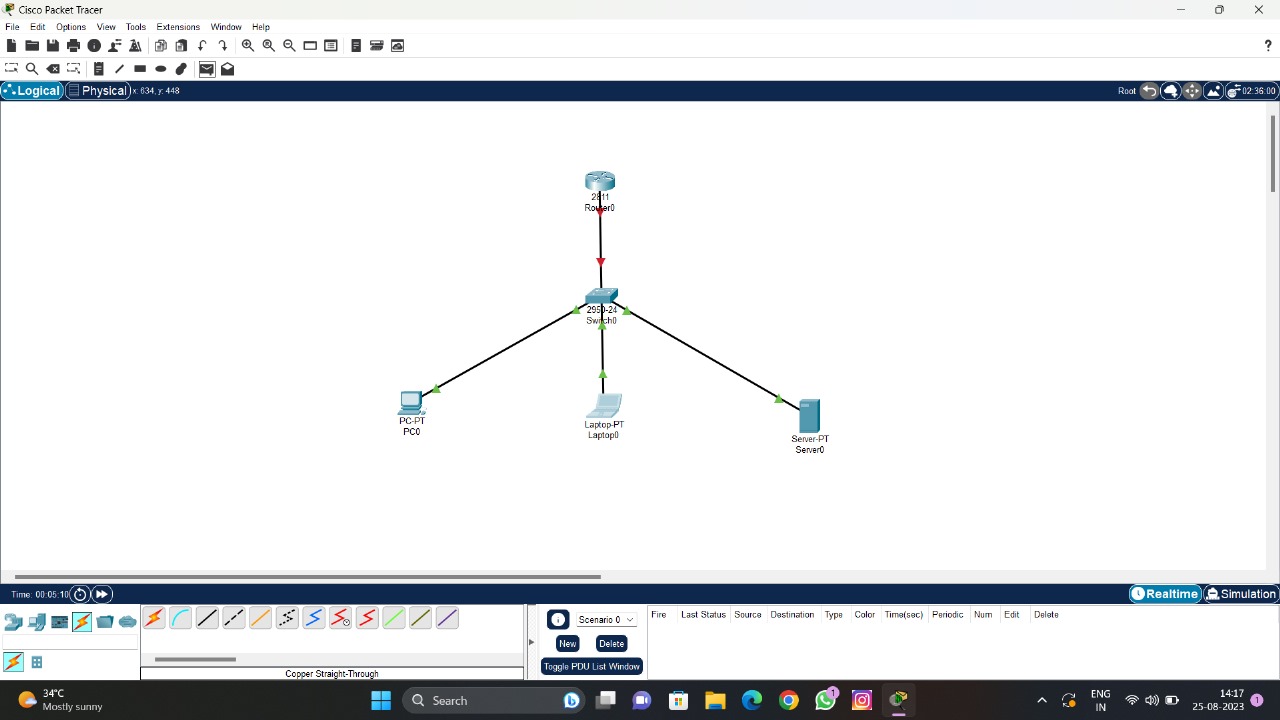 Cisco Packet Tracer
File Edit Options View Tools Extensions Window Help
?
Logical Physical x: 634, y: 448 Root 02:36:00
2811
Router0
2950-24
Switch0
PC-PT
PC0
Laptop-PT
Laptop0
Server-PT
Server0
Time: 00:05:10 Realtime Simulation
Scenario 0
New Delete
Toggle PDU List Window
Fire Last Status Source Destination Type Color Time(sec) Periodic Num Edit Delete
Copper Straight-Through
34°C
Mostly sunny
Search
1
ENG
IN
14:17
25-08-2023
1